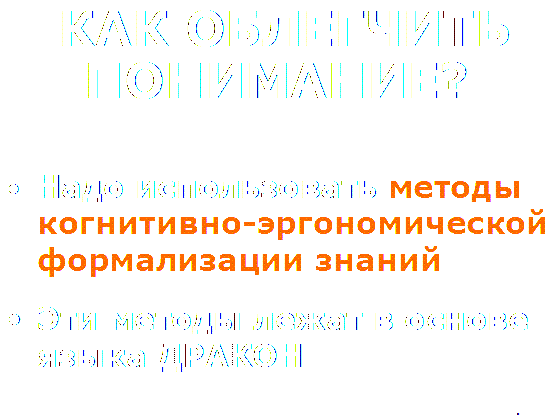 КАК ОБЛЕГЧИТЬ
ПОНИМАНИЕ?
• Надо использовать методы
когнитивно-эргономической
формализации знаний
• Эти методы лежат в основе
языка ДРАКОН